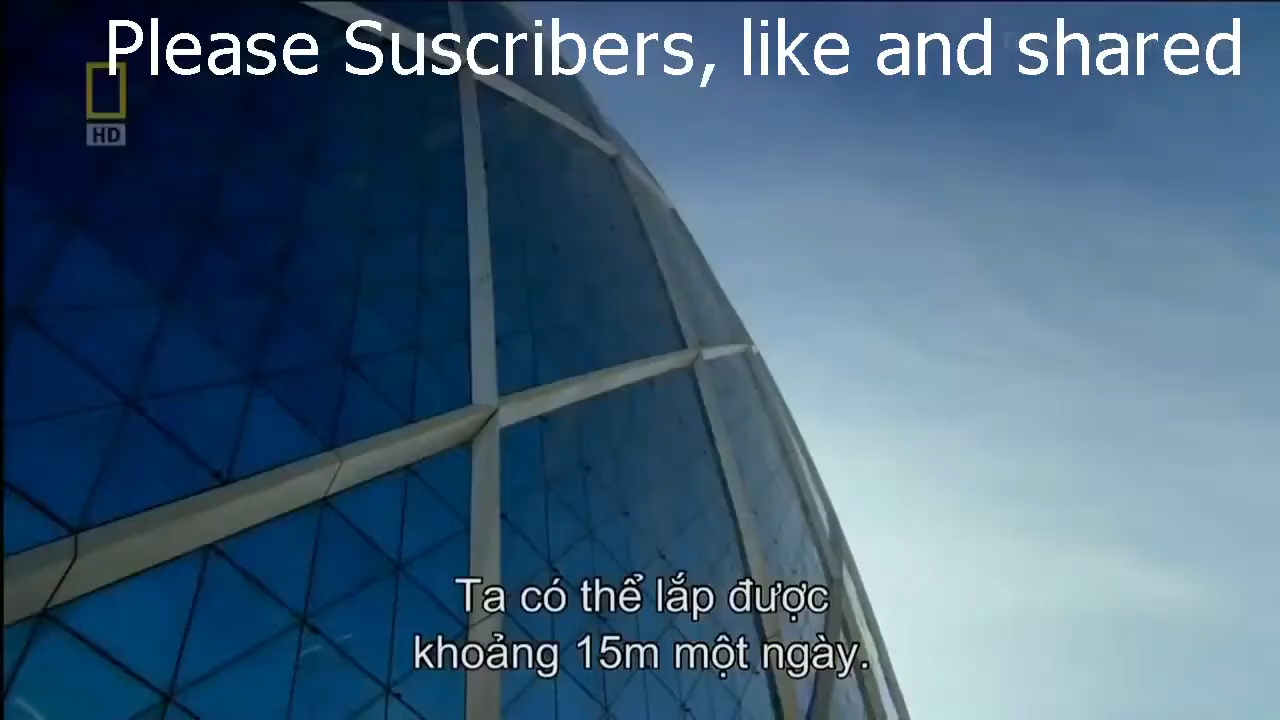 Please Suscribers, like and shared
HD
Ta có thể lắp được
khoảng 15m một ngày.